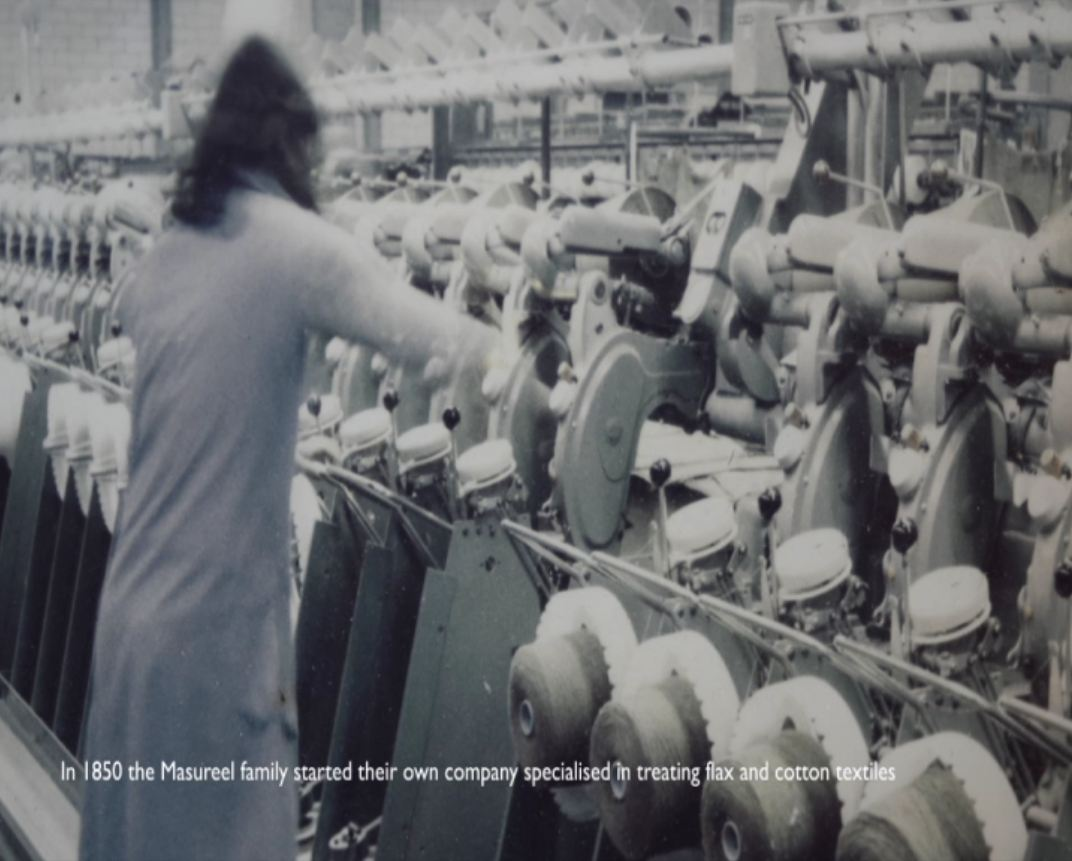 In 1850 the Masureel family started their own company specialised in treating flax and cotton textiles